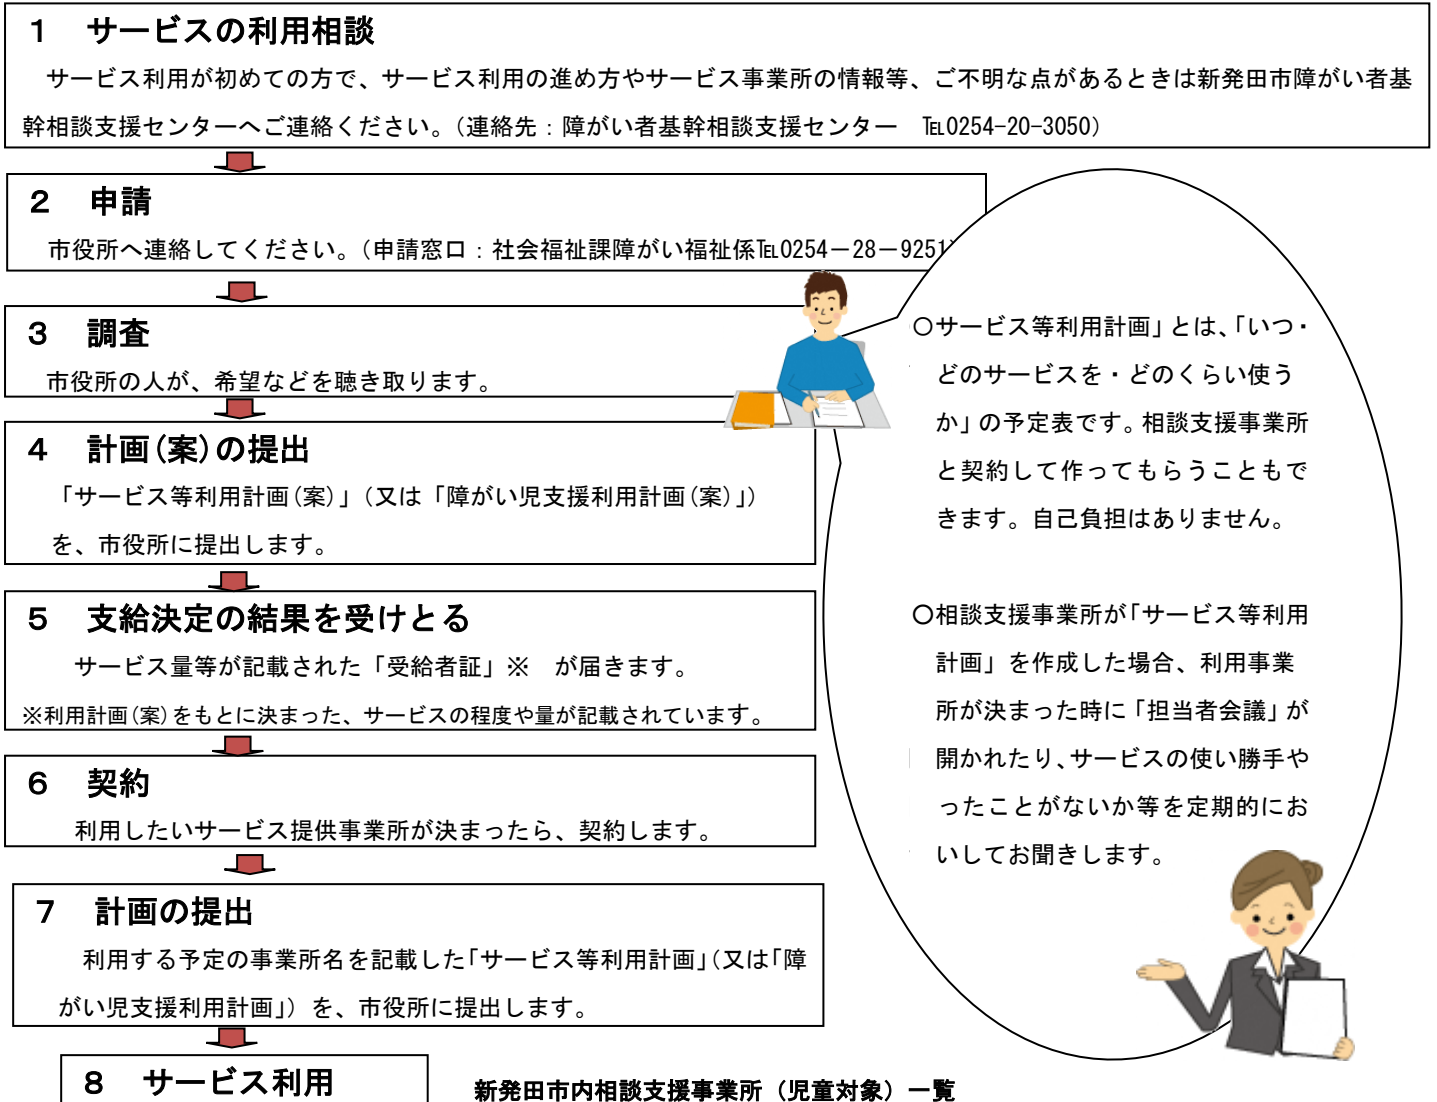 1 サービスの利用相談
サービス利用が初めての方で、サービス利用の進め方やサービス事業所の情報等、ご不明な点があるときは新発田市障がい者基
幹相談支援センターへご連絡ください。(連絡先：障がい者基幹相談支援センター ℡0254-20-3050)
2 申請
市役所へ連絡してください。(申請窓口：社会福祉課障がい福祉係℡0254－28－9251)
3 調査
市役所の人が、希望などを聴き取ります。
4 計画(案)の提出
「サービス等利用計画(案)」(又は「障がい児支援利用計画(案)」)
を、市役所に提出します。
5 支給決定の結果を受けとる
サービス量等が記載された「受給者証」※ が届きます。
※利用計画(案)をもとに決まった、サービスの程度や量が記載されています。
6 契約
利用したいサービス提供事業所が決まったら、契約します。
7 計画の提出
利用する予定の事業所名を記載した「サービス等利用計画」(又は「障
がい児支援利用計画」) を、市役所に提出します。
8 サービス利用
○サービス等利用計画」とは、「いつ・
どのサービスを・どのくらい使う
か」の予定表です。相談支援事業所
と契約して作ってもらうこともで
きます。自己負担はありません。
○相談支援事業所が「サービス等利用
計画」を作成した場合、利用事業
所が決まった時に「担当者会議」が
開かれたり、サービスの使い勝手や
ったことがないか等を定期的にお
いしてお聞きします。
新発田市内相談支援事業所（児童対象）一覧